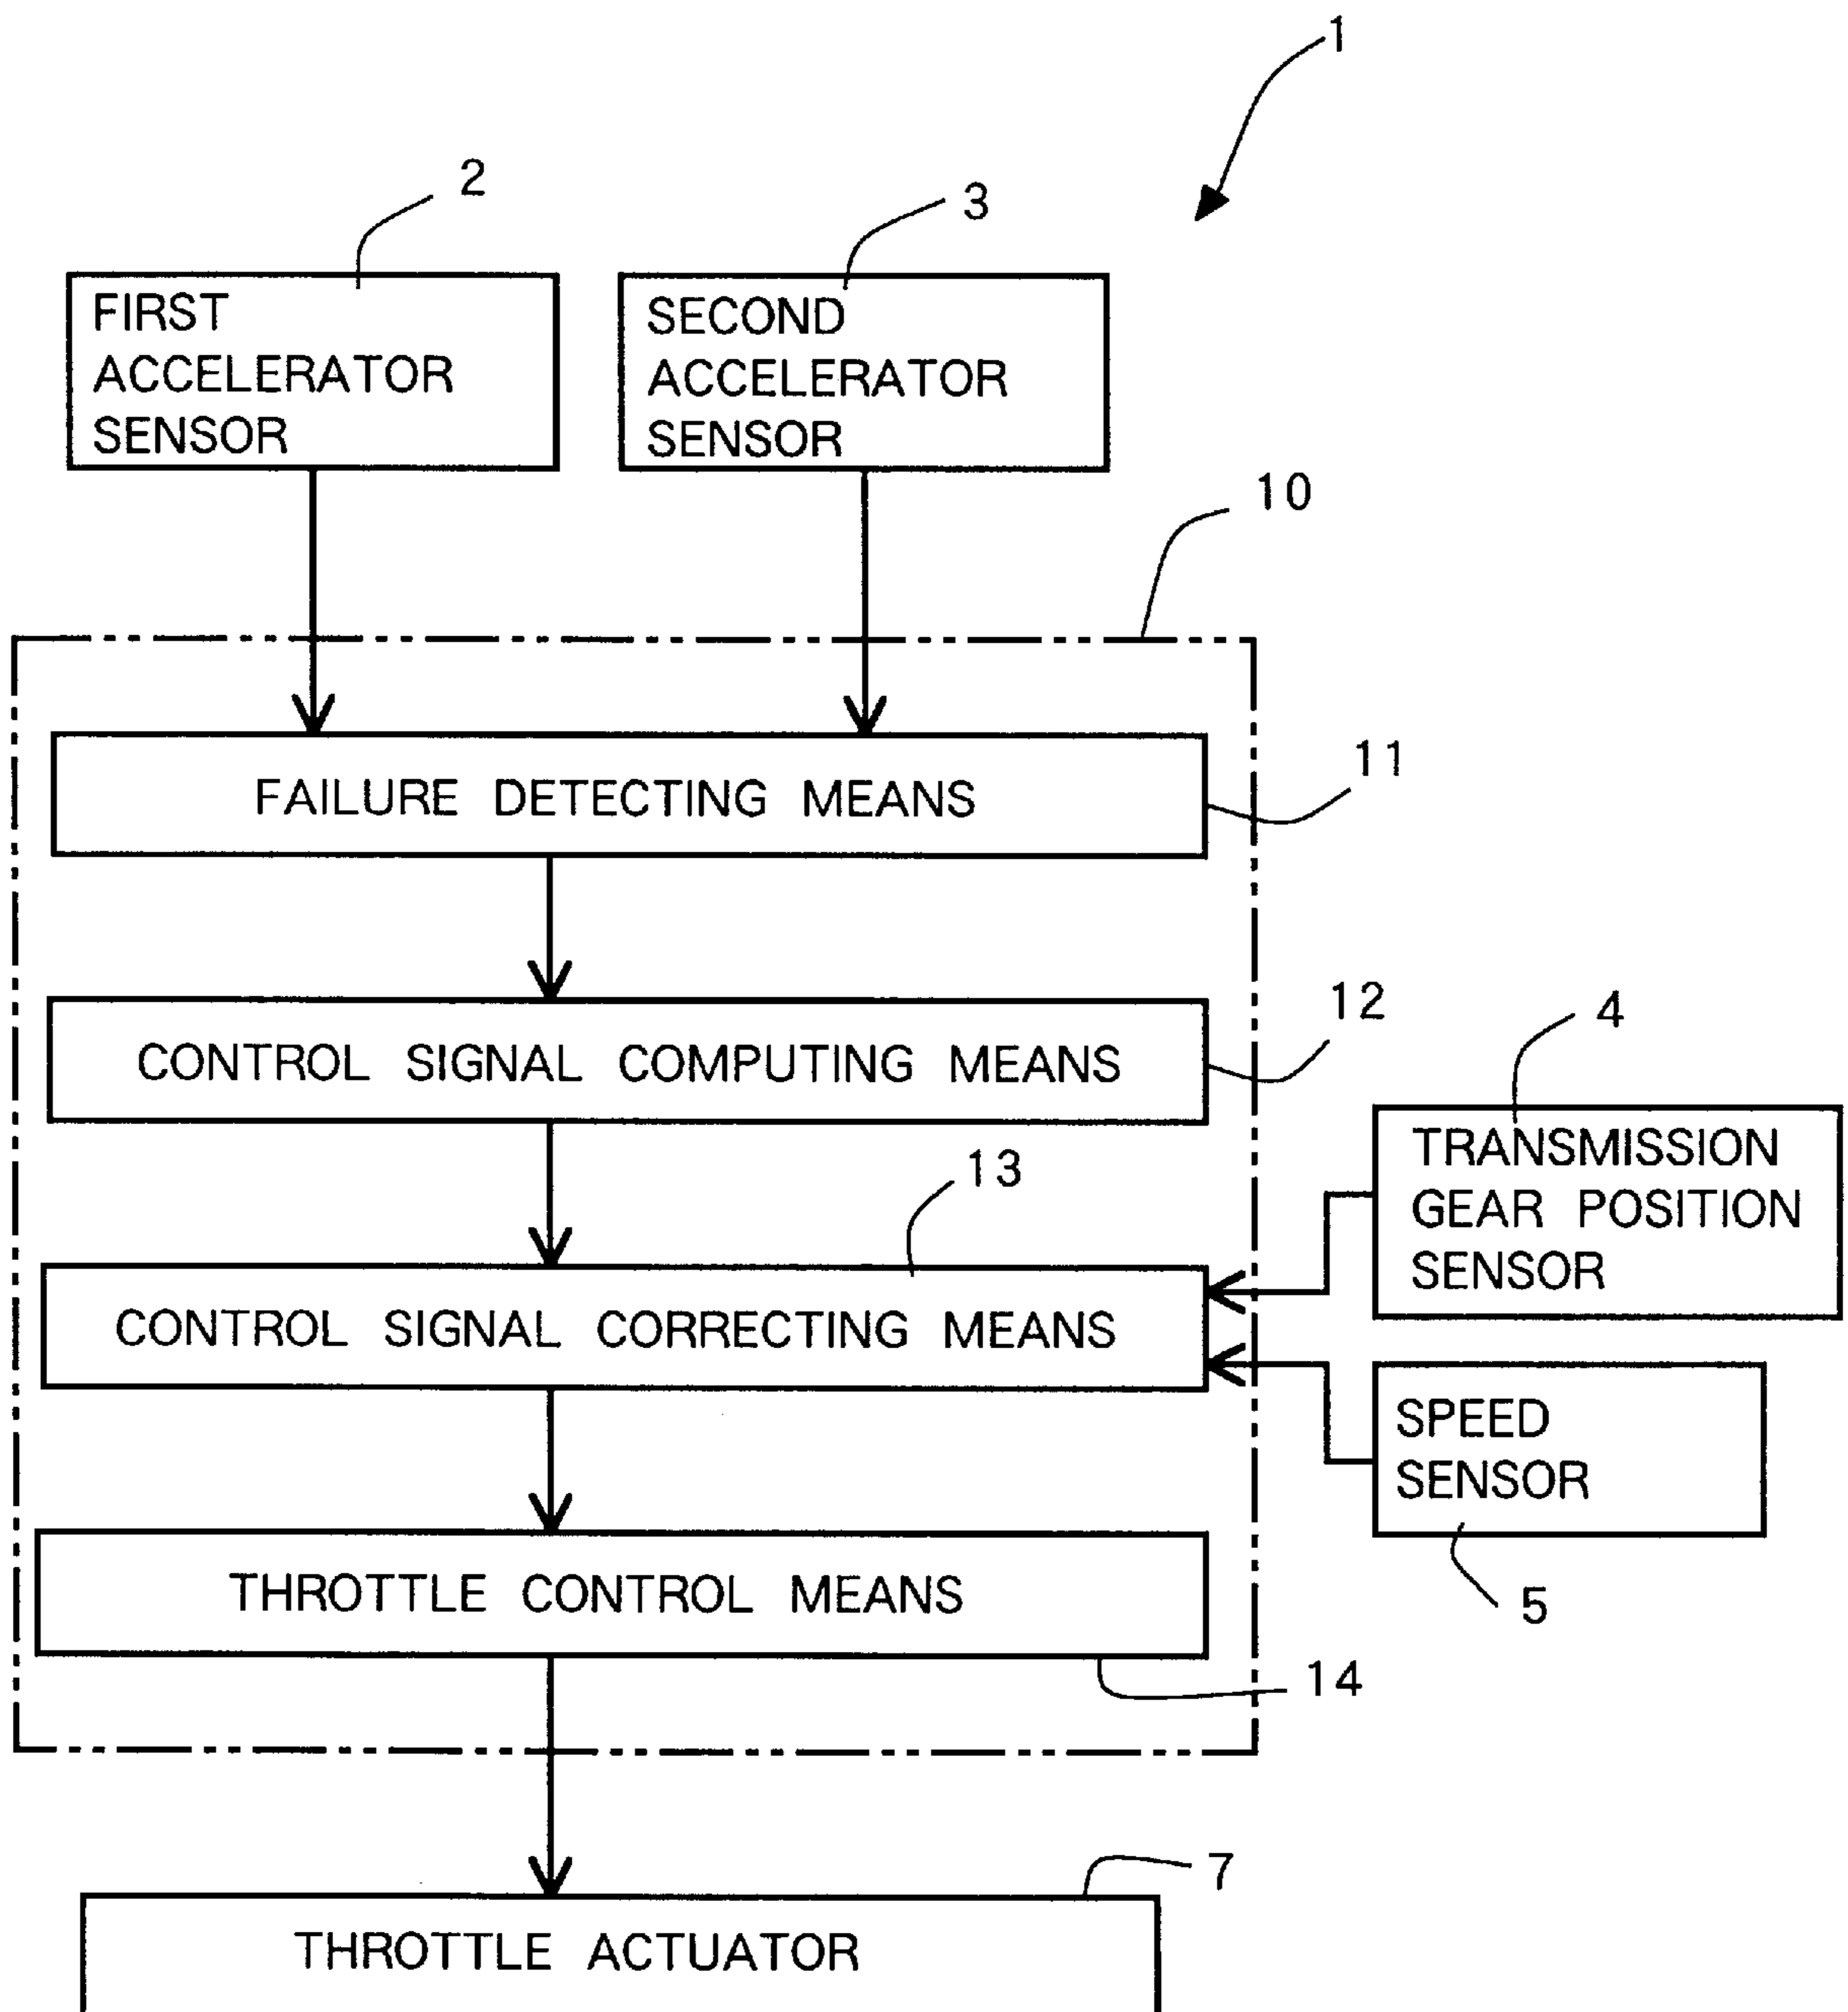 1
2
3
FIRST
ACCELERATOR
SENSOR
SECOND
ACCELERATOR
SENSOR
10
FAILURE DETECTING MEANS
11
CONTROL SIGNAL COMPUTING MEANS
12
4
TRANSMISSION
GEAR POSITION
SENSOR
13
CONTROL SIGNAL CORRECTING MEANS
SPEED
SENSOR
5
THROTTLE CONTROL MEANS
14
7
THROTTLE ACTUATOR